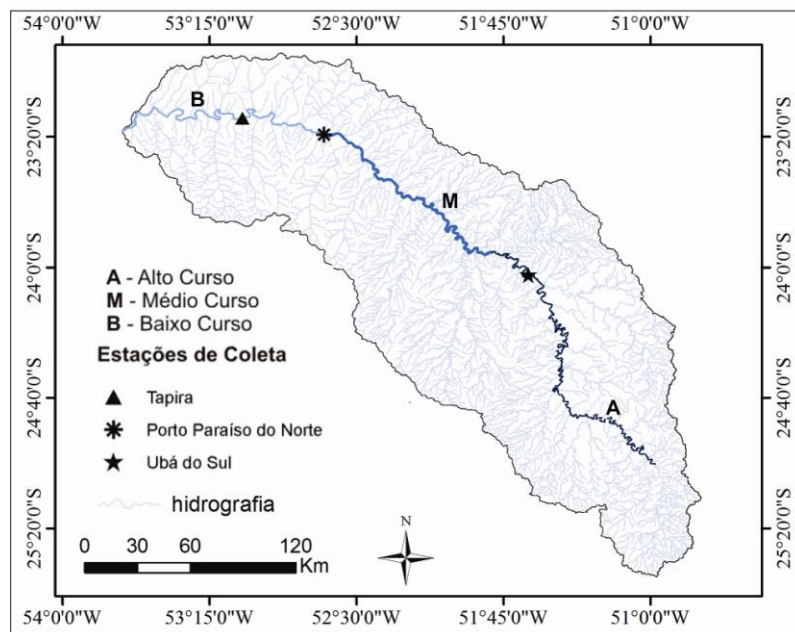 54°0'0"W 53°15'0"W 52°30'0"W 51°45'0"W 51°0'0"W
23°20'0"S 23°20'0"S
B
M
24°0'0"S 24°0'0"S
A - Alto Curso
M - Médio Curso
B - Baixo Curso
Estações de Coleta
24°40'0"S 24°40'0"S
Tapira
A
Porto Paraíso do Norte
Ubá do Sul
hidrografia
25°20'0"S 25°20'0"S
N
0 30 60 120
Km
54°0'0"W 53°15'0"W 52°30'0"W 51°45'0"W 51°0'0"W